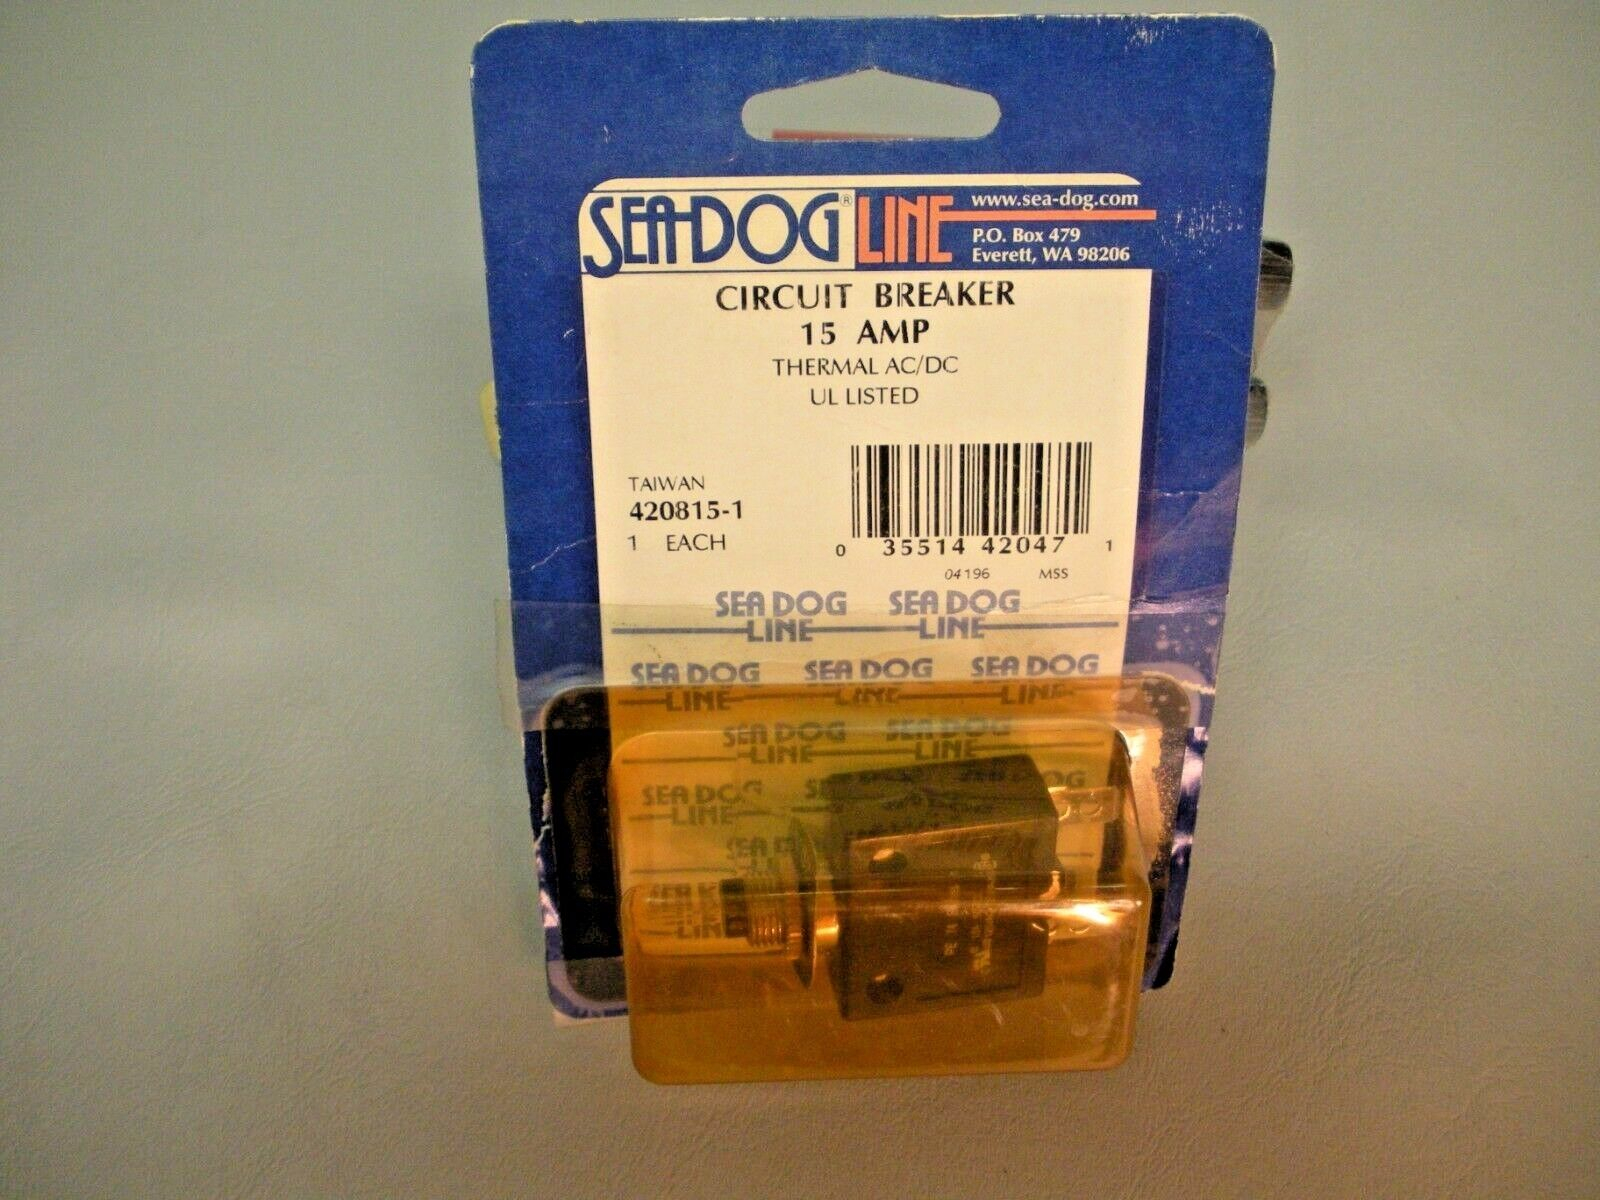 SEA-DOG® LINE
www.sea-dog.com
P.O. Box 479
Everett, WA 98206
CIRCUIT BREAKER
15 AMP
THERMAL AC/DC
UL LISTED
TAIWAN
420815-1
1 EACH
0 35514 42047 1
04196 MSS
SEA DOG SEA DOG
LINE LINE
SEA DOG SEA DOG SEA DOG
LINE LINE LINE
SEA DOG SEA DOG
LINE LINE
SEA DOG
LINE